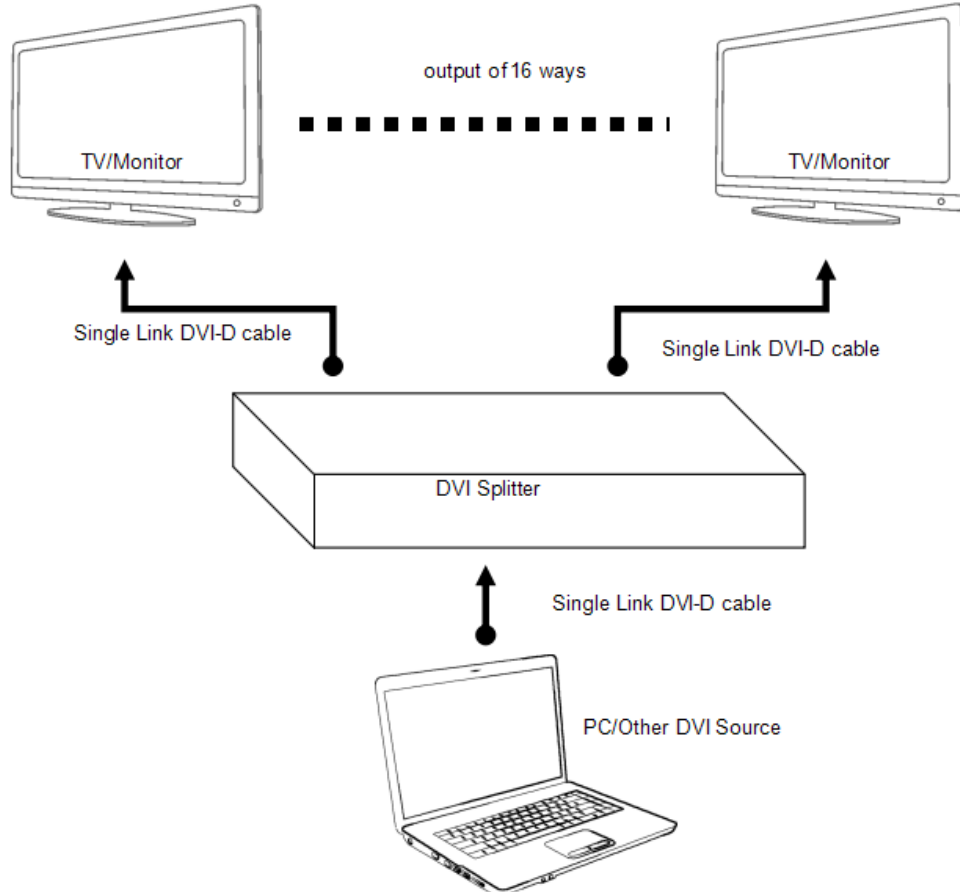 output of 16 ways
TV/Monitor
TV/Monitor
Single Link DVI-D cable
Single Link DVI-D cable
DVI Splitter
Single Link DVI-D cable
PC/Other DVI Source